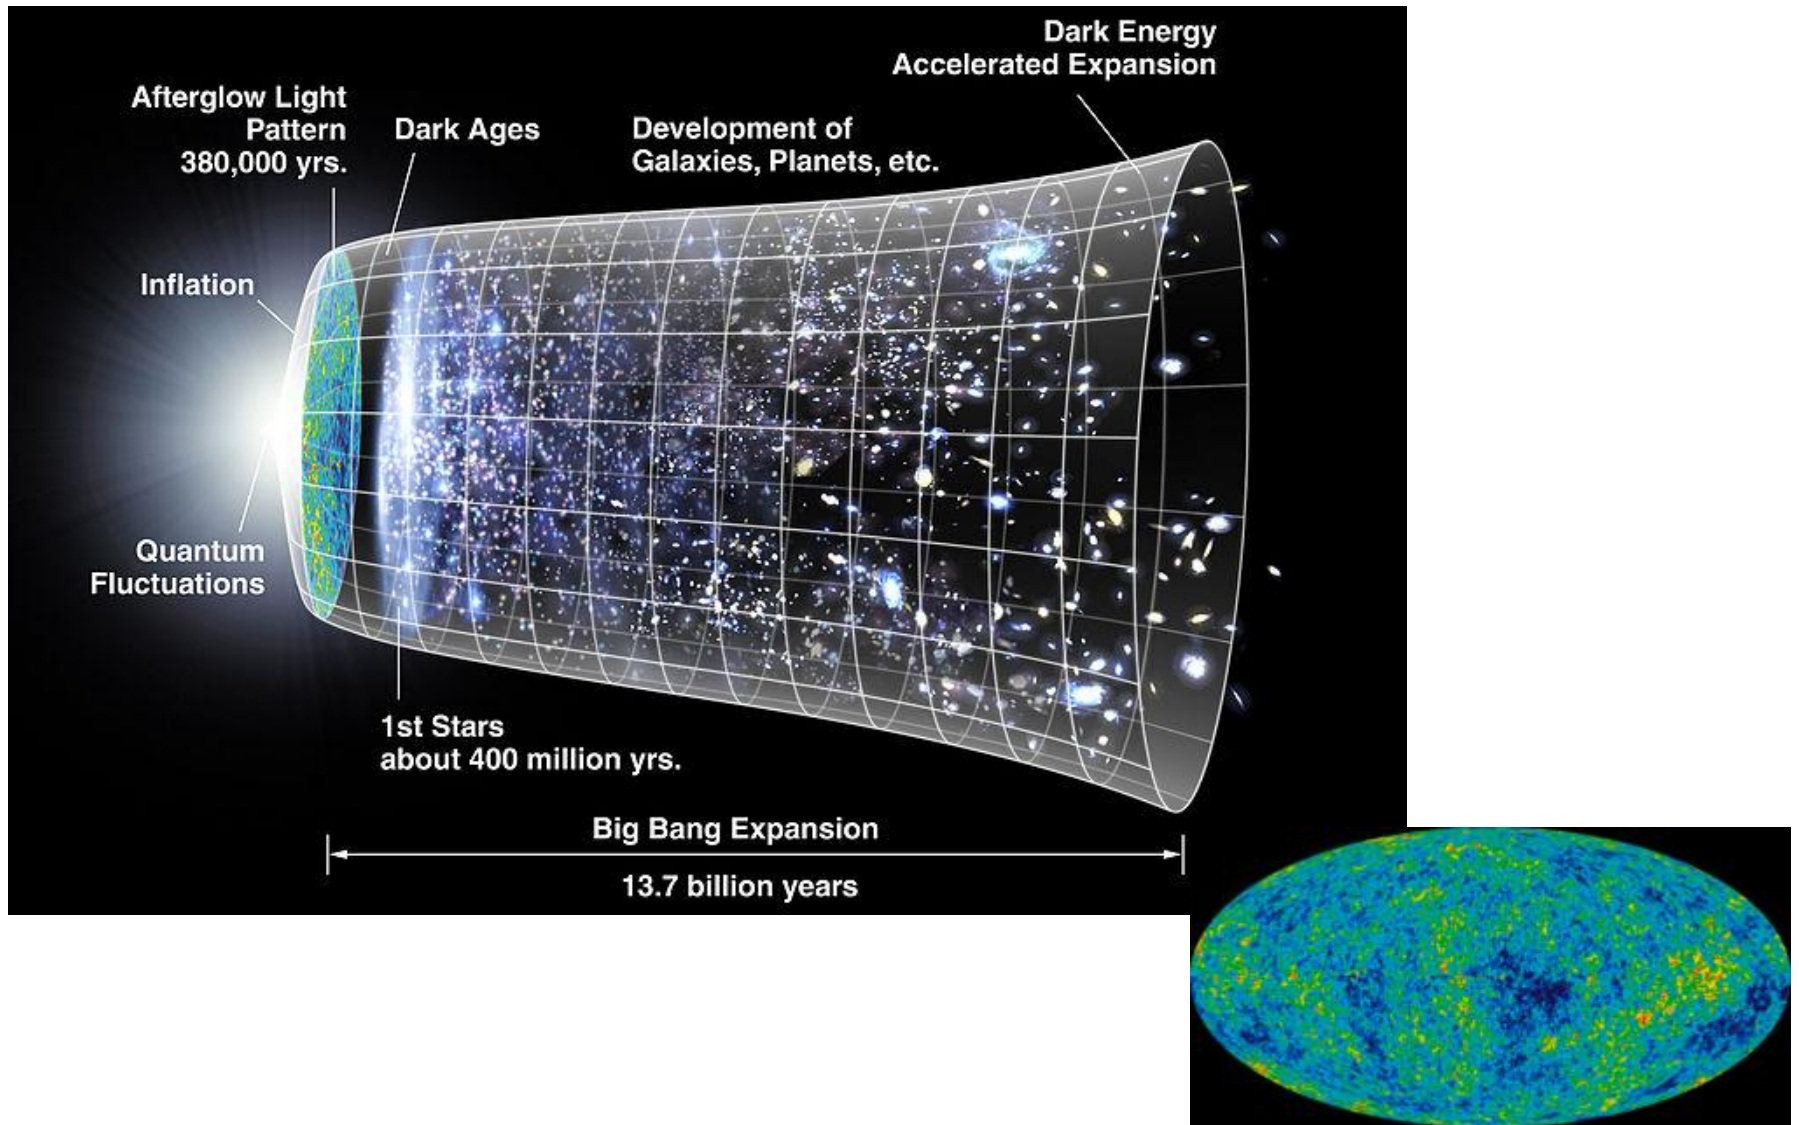 Dark Energy
Accelerated Expansion
Afterglow Light
Pattern
380,000 yrs.
Dark Ages
Development of
Galaxies, Planets, etc.
Inflation
Quantum
Fluctuations
1st Stars
about 400 million yrs.
Big Bang Expansion
13.7 billion years